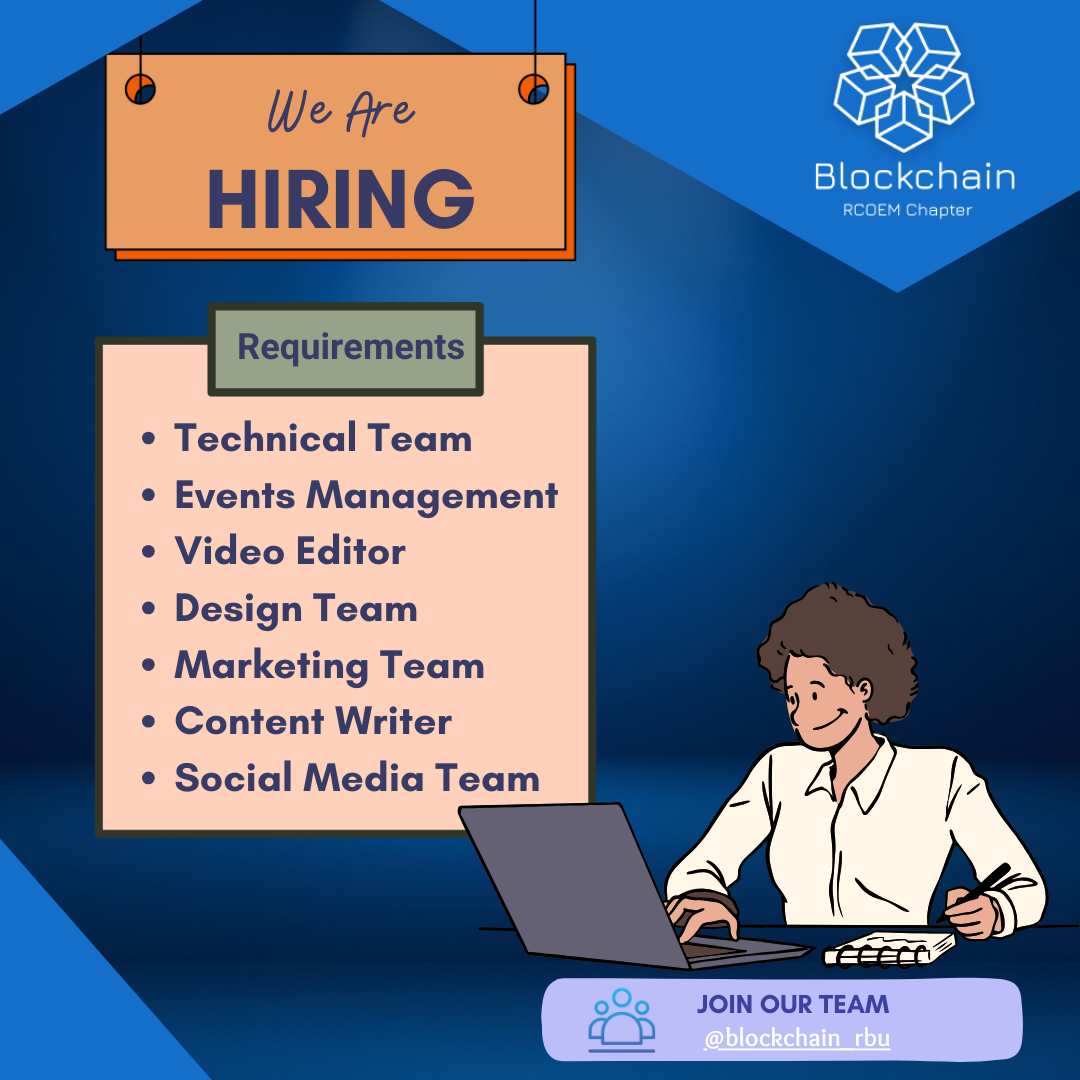 We Are
HIRING
Blockchain
RCOEM Chapter
Requirements
• Technical Team
• Events Management
• Video Editor
• Design Team
• Marketing Team
• Content Writer
• Social Media Team
JOIN OUR TEAM
@blockchain_rbu